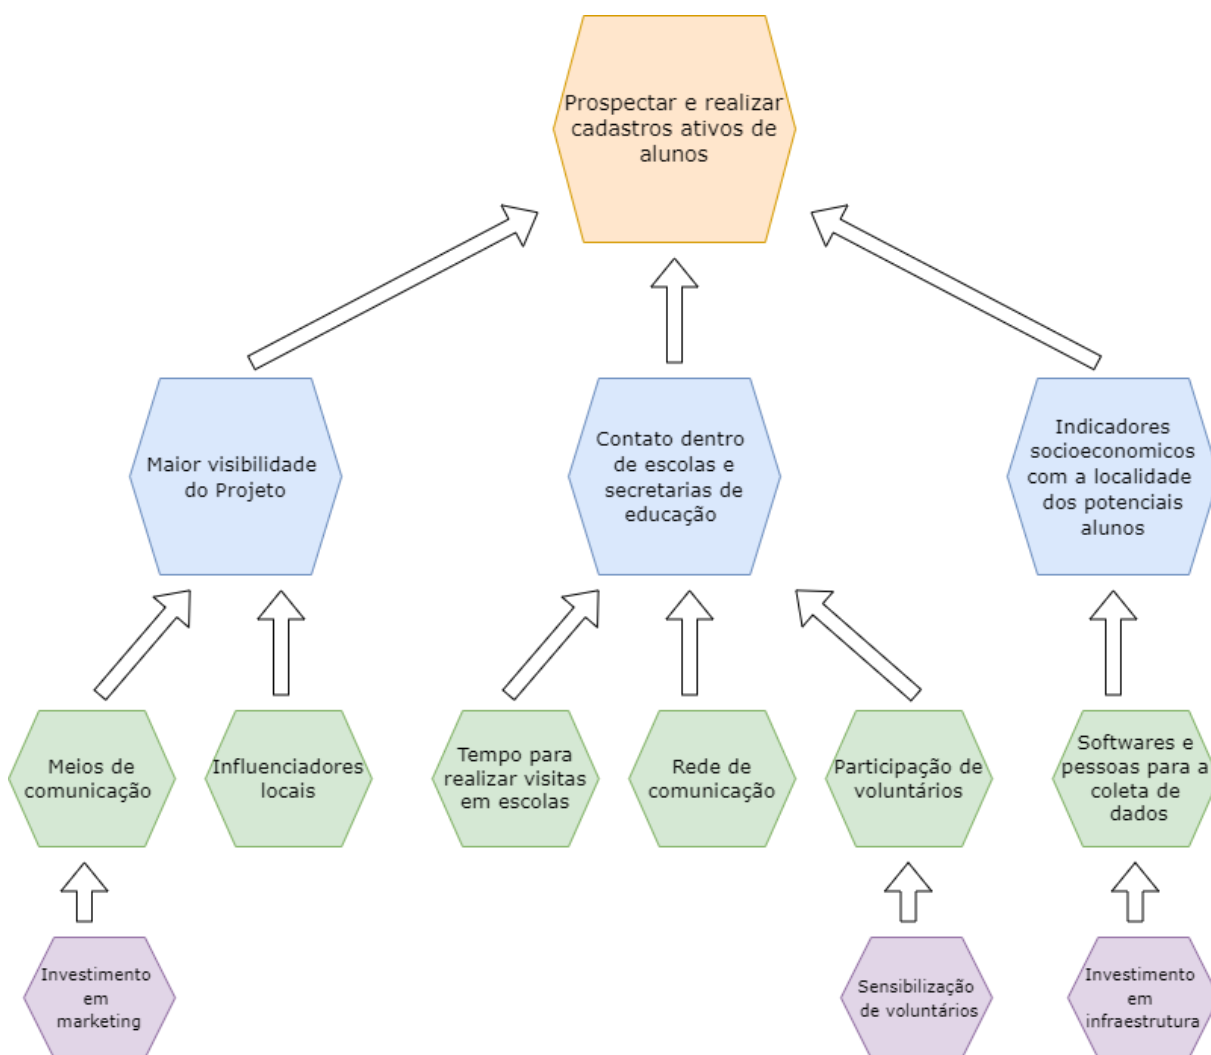 Prospectar e realizar
cadastros ativos de
alunos
Maior visibilidade
do Projeto
Contato dentro
de escolas e
secretarias de
educação
Indicadores
socioeconomicos
com a localidade
dos potenciais
alunos
Meios de
comunicação
Influenciadores
locais
Tempo para
realizar visitas
em escolas
Rede de
comunicação
Participação de
voluntários
Softwares e
pessoas para a
coleta de
dados
Investimento
em
marketing
Sensibilização
de voluntários
Investimento
em
infraestrutura